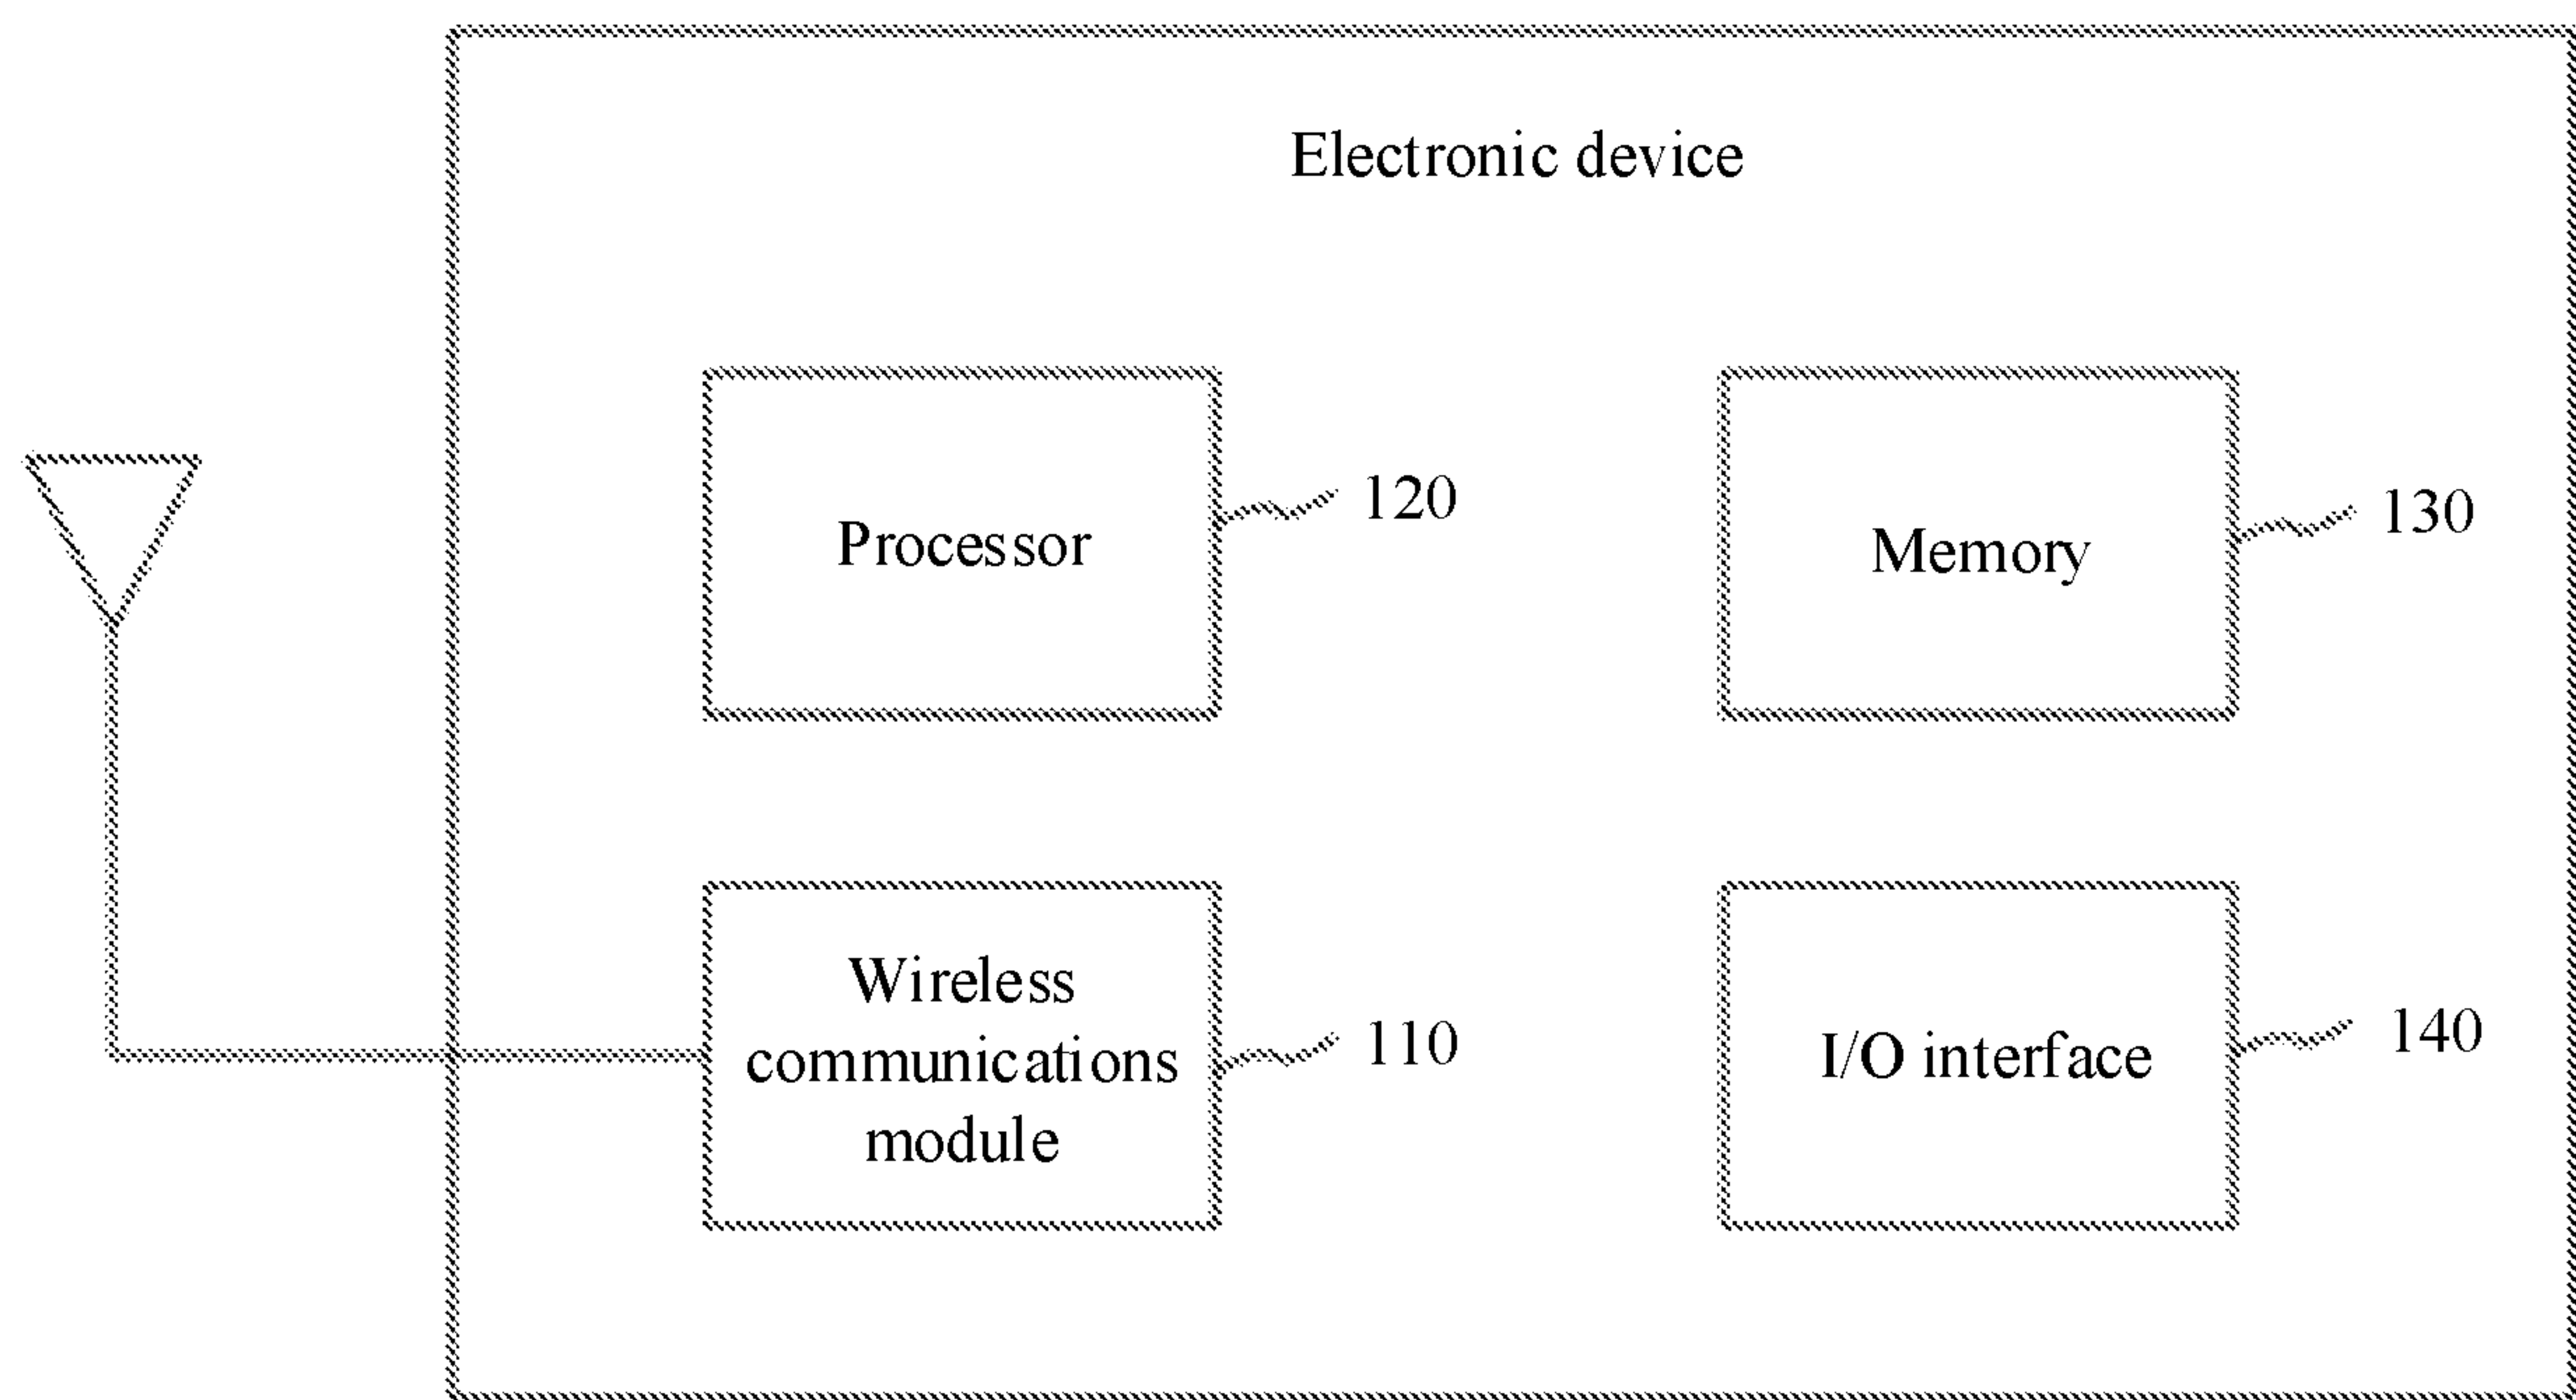 Electronic device
Processor
120
Memory
130
Wireless
communications
module
110
I/O interface
140